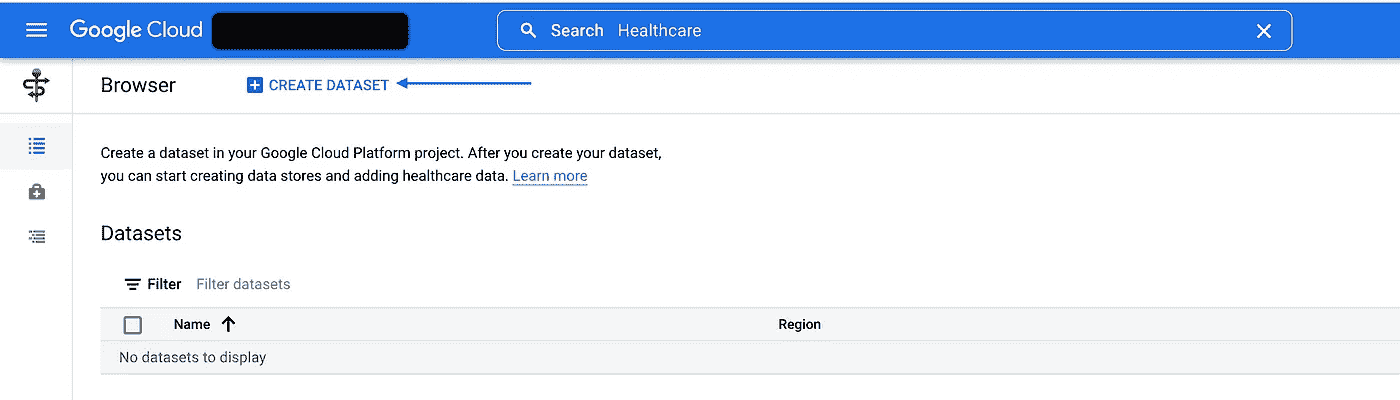 Google Cloud
Search Healthcare
Browser
CREATE DATASET
Create a dataset in your Google Cloud Platform project. After you create your dataset,
you can start creating data stores and adding healthcare data. Learn more
Datasets
Filter Filter datasets
Name Region
No datasets to display